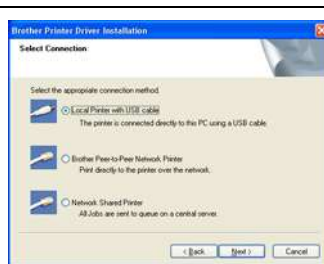 Brother Printer Driver Installation
Select Connection
Select the appropriate connection method.
Local Printer with USB cable
The printer is connected directly to this PC using a USB cable.
Brother Peer-to-Peer Network Printer
Print directly to the printer over the network.
Network Shared Printer
All Jobs are sent to queue on a central server.
< Back Next > Cancel